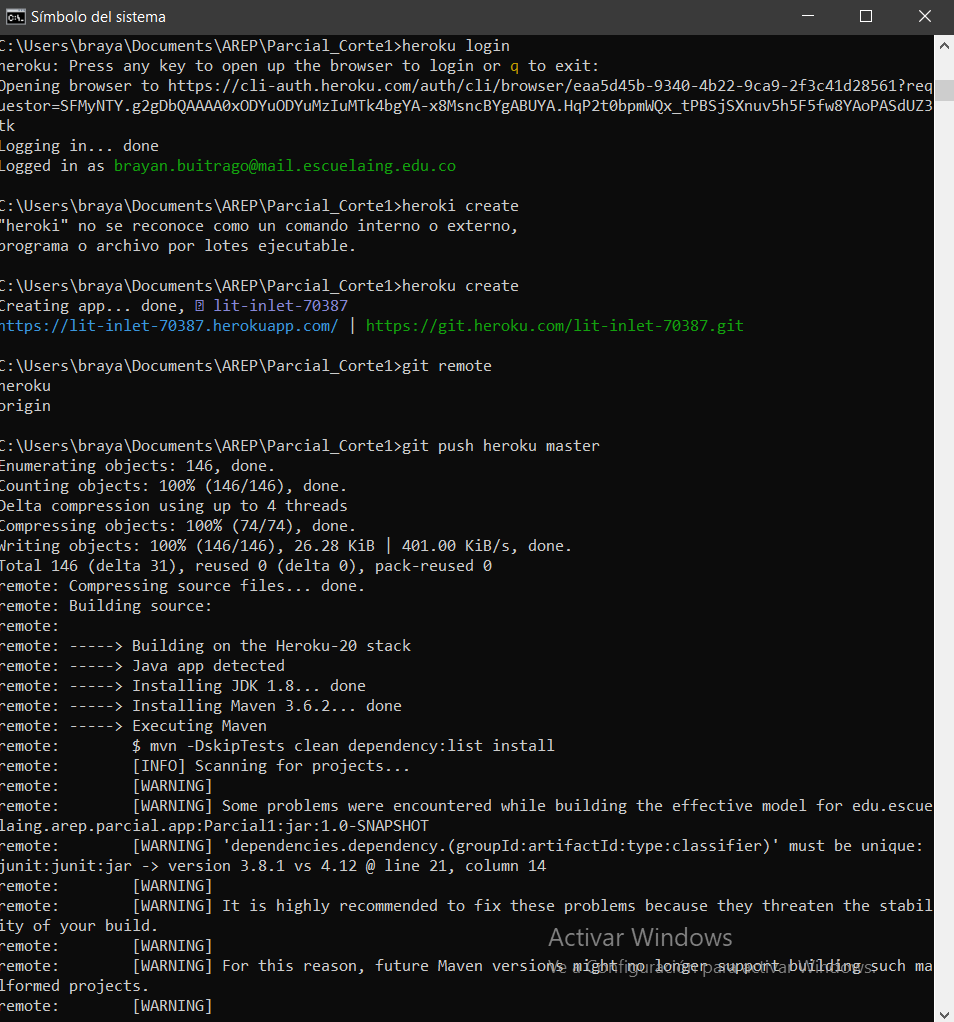 Símbolo del sistema
C:\Users\braya\Documents\AREP\Parcial_Corte1>heroku login
heroku: Press any key to open up the browser to login or q to exit:
Opening browser to https://cli-auth.heroku.com/auth/cli/browser/eaa5d45b-9340-4b22-9ca9-2f3c41d28561?req
uestor=SFMyNTY.g2gDbQAAAA0xODYuODYuMzIuMTk4bgYA-x8MsncBYgABUYA.HqP2t0bpmWQx_tPBSjSXnuv5h5F5fw8YAoPASdUZ3
tk
Logging in... done
Logged in as brayan.buitrago@mail.escuelaing.edu.co
C:\Users\braya\Documents\AREP\Parcial_Corte1>heroki create
"heroki" no se reconoce como un comando interno o externo,
programa o archivo por lotes ejecutable.
C:\Users\braya\Documents\AREP\Parcial_Corte1>heroku create
Creating app... done, lit-inlet-70387
https://lit-inlet-70387.herokuapp.com/ | https://git.heroku.com/lit-inlet-70387.git
C:\Users\braya\Documents\AREP\Parcial_Corte1>git remote
heroku
origin
C:\Users\braya\Documents\AREP\Parcial_Corte1>git push heroku master
Enumerating objects: 146, done.
Counting objects: 100% (146/146), done.
Delta compression using up to 4 threads
Compressing objects: 100% (74/74), done.
Writing objects: 100% (146/146), 26.28 KiB | 401.00 KiB/s, done.
Total 146 (delta 31), reused 0 (delta 0), pack-reused 0
remote: Compressing source files... done.
remote: Building source:
remote:
remote: -----> Building on the Heroku-20 stack
remote: -----> Java app detected
remote: -----> Installing JDK 1.8... done
remote: -----> Installing Maven 3.6.2... done
remote: -----> Executing Maven
remote:        $ mvn -DskipTests clean dependency:list install
remote:        [INFO] Scanning for projects...
remote:        [WARNING]
remote:        [WARNING] Some problems were encountered while building the effective model for edu.escue
laing.arep.parcial.app:Parcial1:jar:1.0-SNAPSHOT
remote:        [WARNING] 'dependencies.dependency.(groupId:artifactId:type:classifier)' must be unique:
junit:junit:jar -> version 3.8.1 vs 4.12 @ line 21, column 14
remote:        [WARNING]
remote:        [WARNING] It is highly recommended to fix these problems because they threaten the stabil
ity of your build.
remote:        [WARNING]
remote:        [WARNING] For this reason, future Maven versions might no longer support building such ma
lformed projects.
remote:        [WARNING]
Activar Windows
Ve a Configuración para activar Windows.